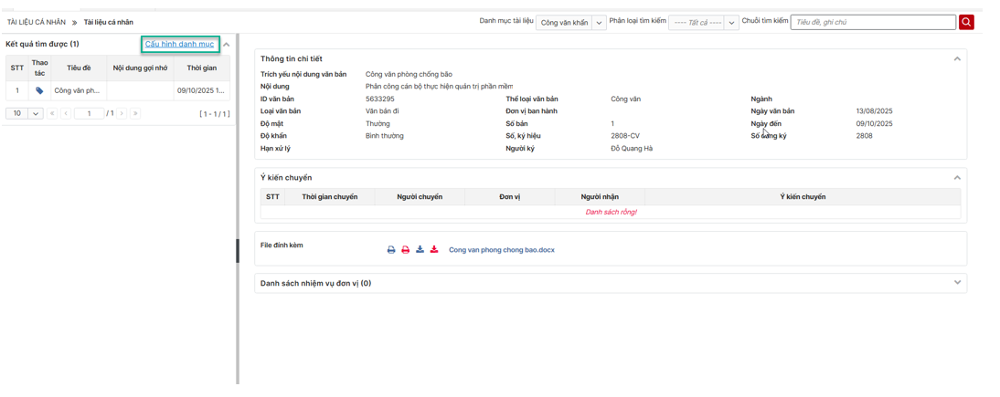 TÀI LIỆU CÁ NHÂN » Tài liệu cá nhân
Danh mục tài liệu Công văn khẩn Phân loại tìm kiếm ---- Tất cả ---- Chuỗi tìm kiếm Tiêu đề, ghi chú
Kết quả tìm được (1) Cấu hình danh mục
STT Thao tác Tiêu đề Nội dung gợi nhớ Thời gian
1 Công văn ph... 09/10/2025 1...
10 « < 1 / 1 > » [ 1 - 1 / 1 ]
Thông tin chi tiết
Trích yếu nội dung văn bản Công văn phòng chống bão
Nội dung Phân công cán bộ thực hiện quản trị phần mềm
ID văn bản 5633295 Thể loại văn bản Công văn Ngành
Loại văn bản Văn bản đi Đơn vị ban hành Ngày văn bản 13/08/2025
Độ mật Thường Số bản 1 Ngày đến 09/10/2025
Độ khẩn Bình thường Số, ký hiệu 2808-CV Số đăng ký 2808
Hạn xử lý Người ký Đỗ Quang Hà
Ý kiến chuyển
STT Thời gian chuyển Người chuyển Đơn vị Người nhận Ý kiến chuyển
Danh sách rỗng!
File đính kèm Cong van phong chong bao.docx
Danh sách nhiệm vụ đơn vị (0)